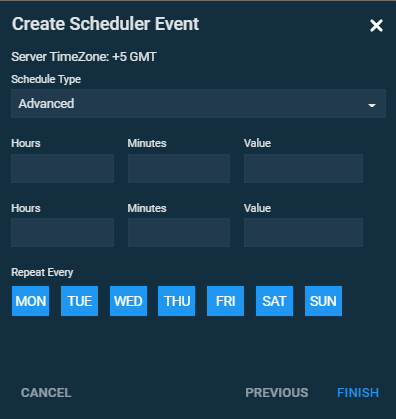 Create Scheduler Event
Server TimeZone: +5 GMT
Schedule Type
Advanced
Hours Minutes Value
Hours Minutes Value
Repeat Every
MON TUE WED THU FRI SAT SUN
CANCEL PREVIOUS FINISH